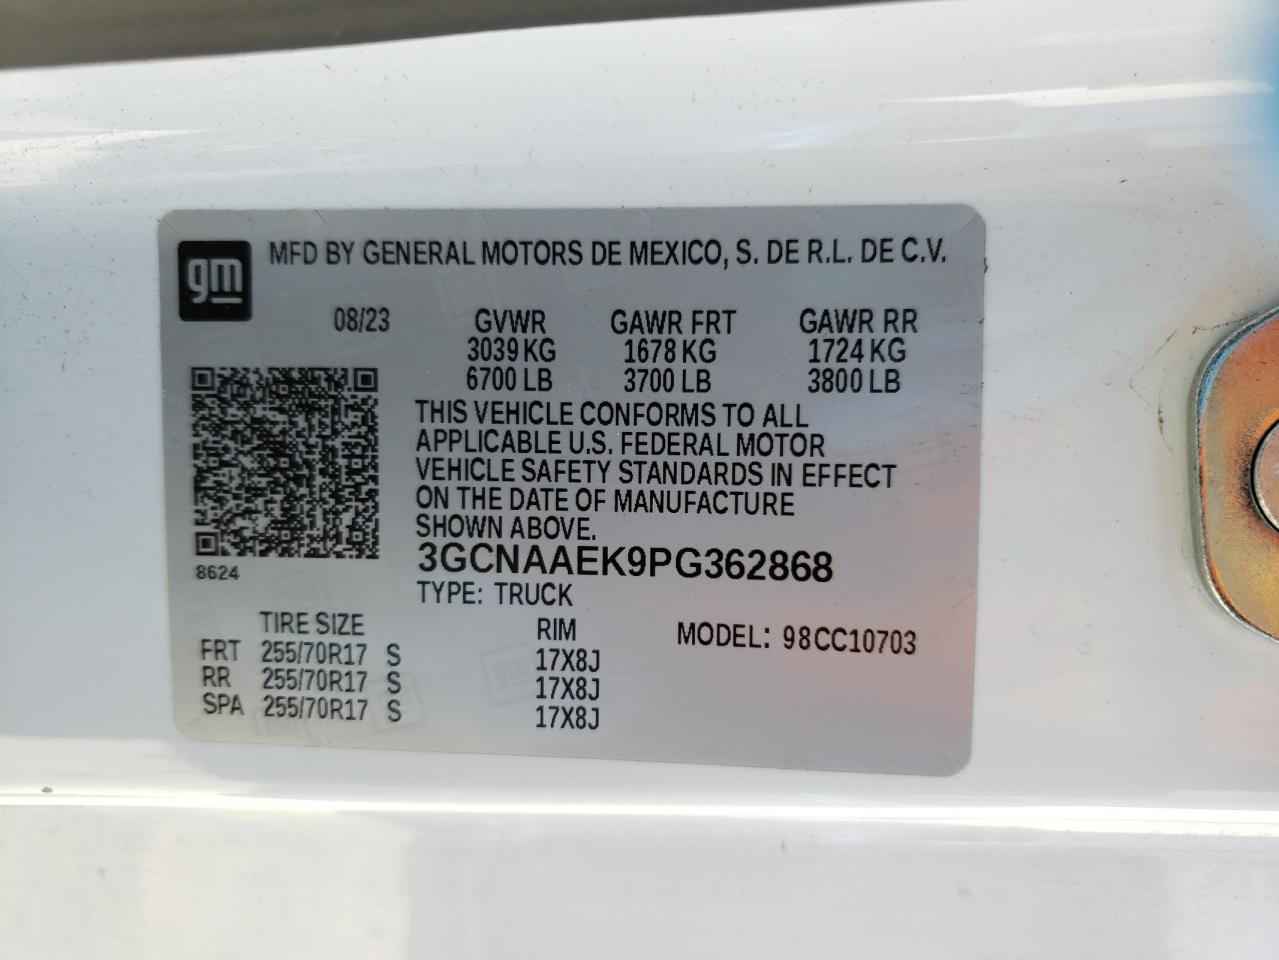 gm
MFD BY GENERAL MOTORS DE MEXICO, S. DE R.L. DE C.V.
08/23 GVWR GAWR FRT GAWR RR
3039 KG 1678 KG 1724 KG
6700 LB 3700 LB 3800 LB
THIS VEHICLE CONFORMS TO ALL
APPLICABLE U.S. FEDERAL MOTOR
VEHICLE SAFETY STANDARDS IN EFFECT
ON THE DATE OF MANUFACTURE
SHOWN ABOVE.
3GCNAAEK9PG362868
8624
TYPE: TRUCK
TIRE SIZE RIM MODEL: 98CC10703
FRT 255/70R17 S 17X8J
RR 255/70R17 S 17X8J
SPA 255/70R17 S 17X8J